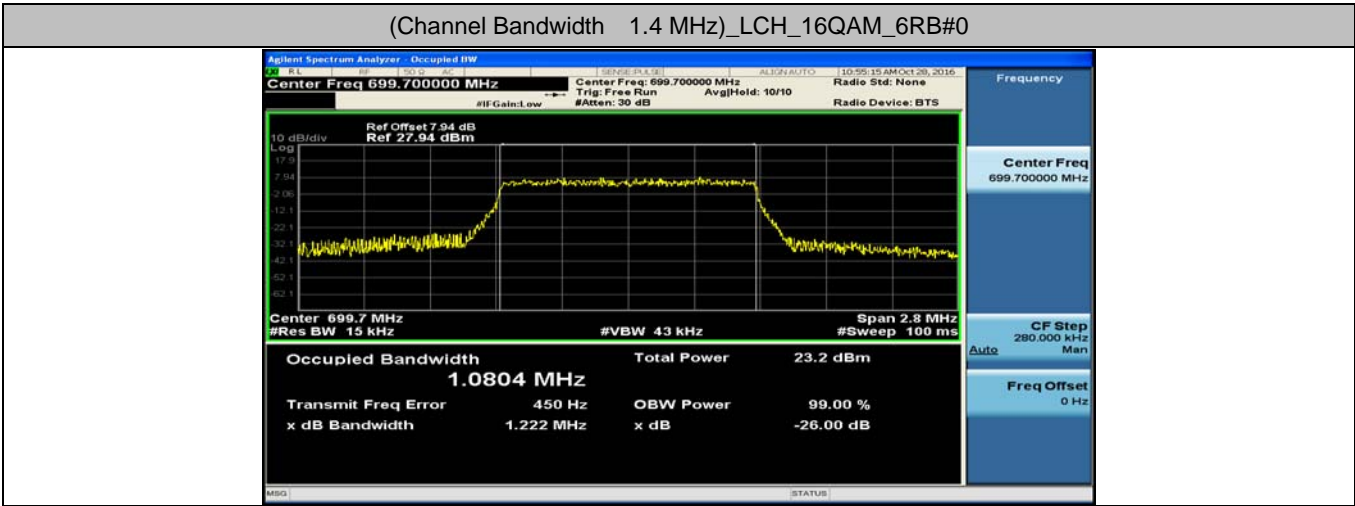 (Channel Bandwidth 1.4 MHz)_LCH_16QAM_6RB#0
Agilent Spectrum Analyzer - Occupied BW
RL RF 50 Ω AC SENSE:PULSE ALIGN AUTO 10:55:15 AM Oct 28, 2016
Center Freq 699.700000 MHz
Center Freq: 699.700000 MHz
Radio Std: None
Trig: Free Run Avg|Hold: 10/10
#IFGain:Low #Atten: 30 dB Radio Device: BTS
Frequency
Ref Offset 7.94 dB
10 dB/div Ref 27.94 dBm
Log
17.9
7.94
-2.06
-12.1
-22.1
-32.1
-42.1
-52.1
-62.1
Center Freq
699.700000 MHz
Center 699.7 MHz Span 2.8 MHz
#Res BW 15 kHz #VBW 43 kHz #Sweep 100 ms
CF Step
280.000 kHz
Auto Man
Occupied Bandwidth Total Power 23.2 dBm
1.0804 MHz
Transmit Freq Error 450 Hz OBW Power 99.00 %
x dB Bandwidth 1.222 MHz x dB -26.00 dB
Freq Offset
0 Hz
MSG STATUS